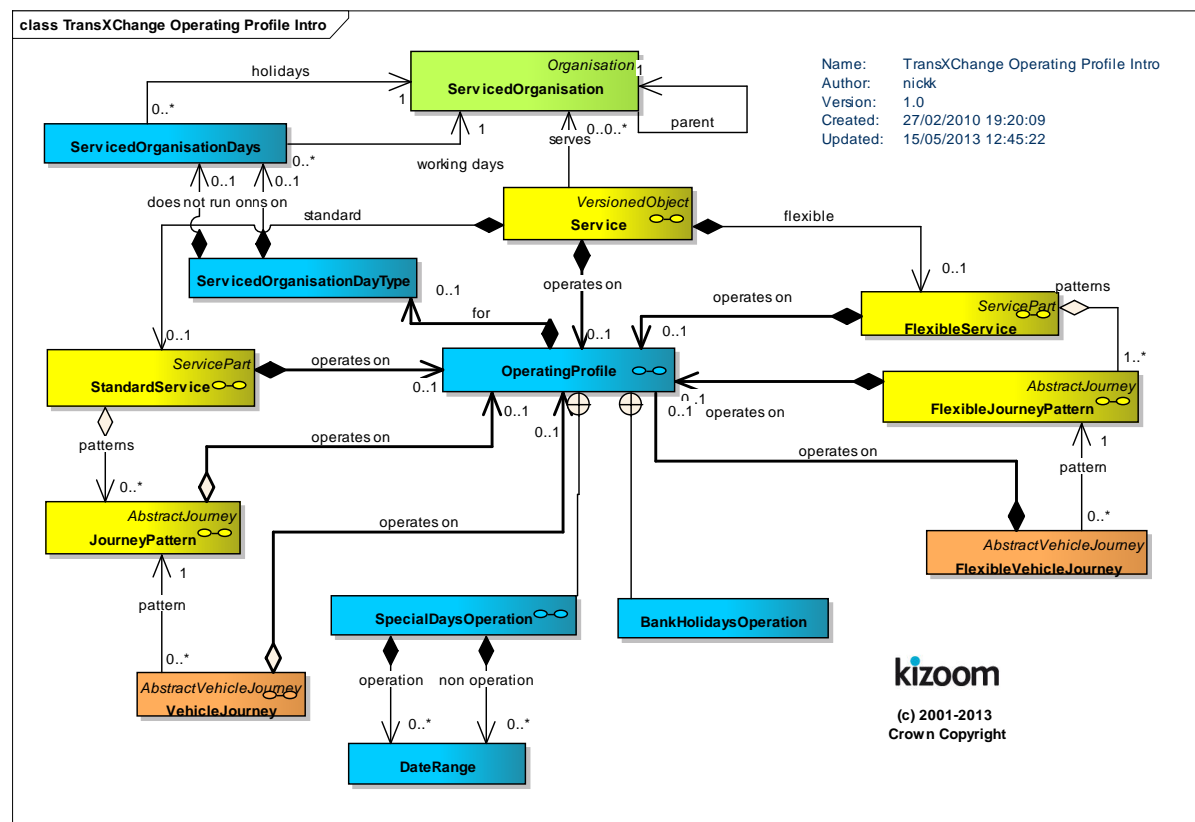 class TransXChange Operating Profile Intro
Name: TransXChange Operating Profile Intro
Author: nickk
Version: 1.0
Created: 27/02/2010 19:20:09
Updated: 15/05/2013 12:45:22
holidays
0..*
1
Organisation
ServicedOrganisation
1
parent
ServicedOrganisationDays
0..*
1
working days
serves
0..0..*
0..1
0..1
does not run onns on
standard
VersionedObject
Service
flexible
ServicedOrganisationDayType
0..1
for
operates on
0..1
operates on
0..1
0..1
patterns
ServicePart
FlexibleService
0..1
ServicePart
StandardService
operates on
0..1
OperatingProfile
0..1
0..1
operates on
1..*
AbstractJourney
FlexibleJourneyPattern
patterns
0..*
operates on
0..1
0..1
operates on
1
pattern
0..*
AbstractJourney
JourneyPattern
operates on
AbstractVehicleJourney
FlexibleVehicleJourney
1
pattern
0..*
SpecialDaysOperation
BankHolidaysOperation
AbstractVehicleJourney
VehicleJourney
operation
non operation
0..*
0..*
DateRange
kizoom
(c) 2001-2013
Crown Copyright